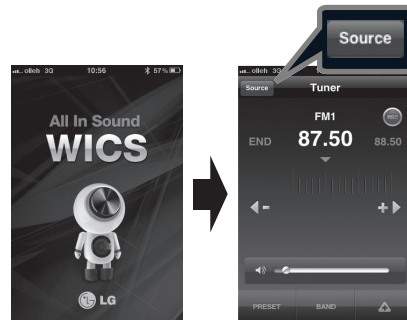 Source
olleh 3G 10:56 57%
All In Sound
WICS
LG
olleh 3G
Source Tuner
FM1 REC
END 87.50 88.50
- +
PRESET BAND